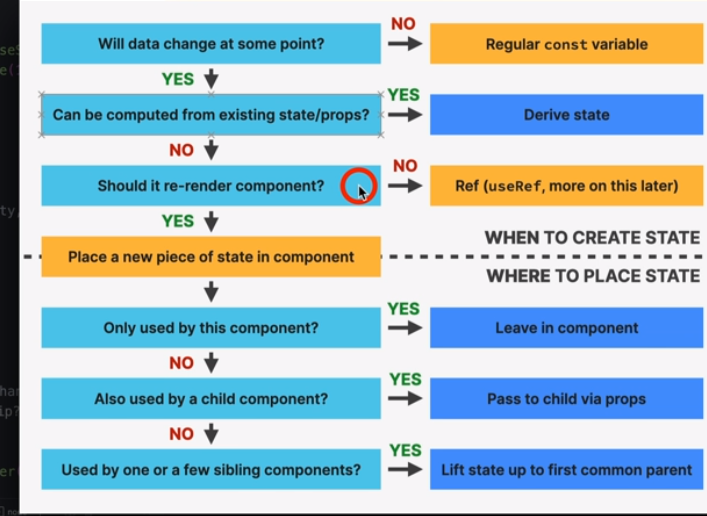 Will data change at some point?
NO
Regular const variable
YES
Can be computed from existing state/props?
YES
Derive state
NO
Should it re-render component?
NO
Ref (useRef, more on this later)
YES
WHEN TO CREATE STATE
Place a new piece of state in component
WHERE TO PLACE STATE
Only used by this component?
YES
Leave in component
NO
Also used by a child component?
YES
Pass to child via props
NO
Used by one or a few sibling components?
YES
Lift state up to first common parent